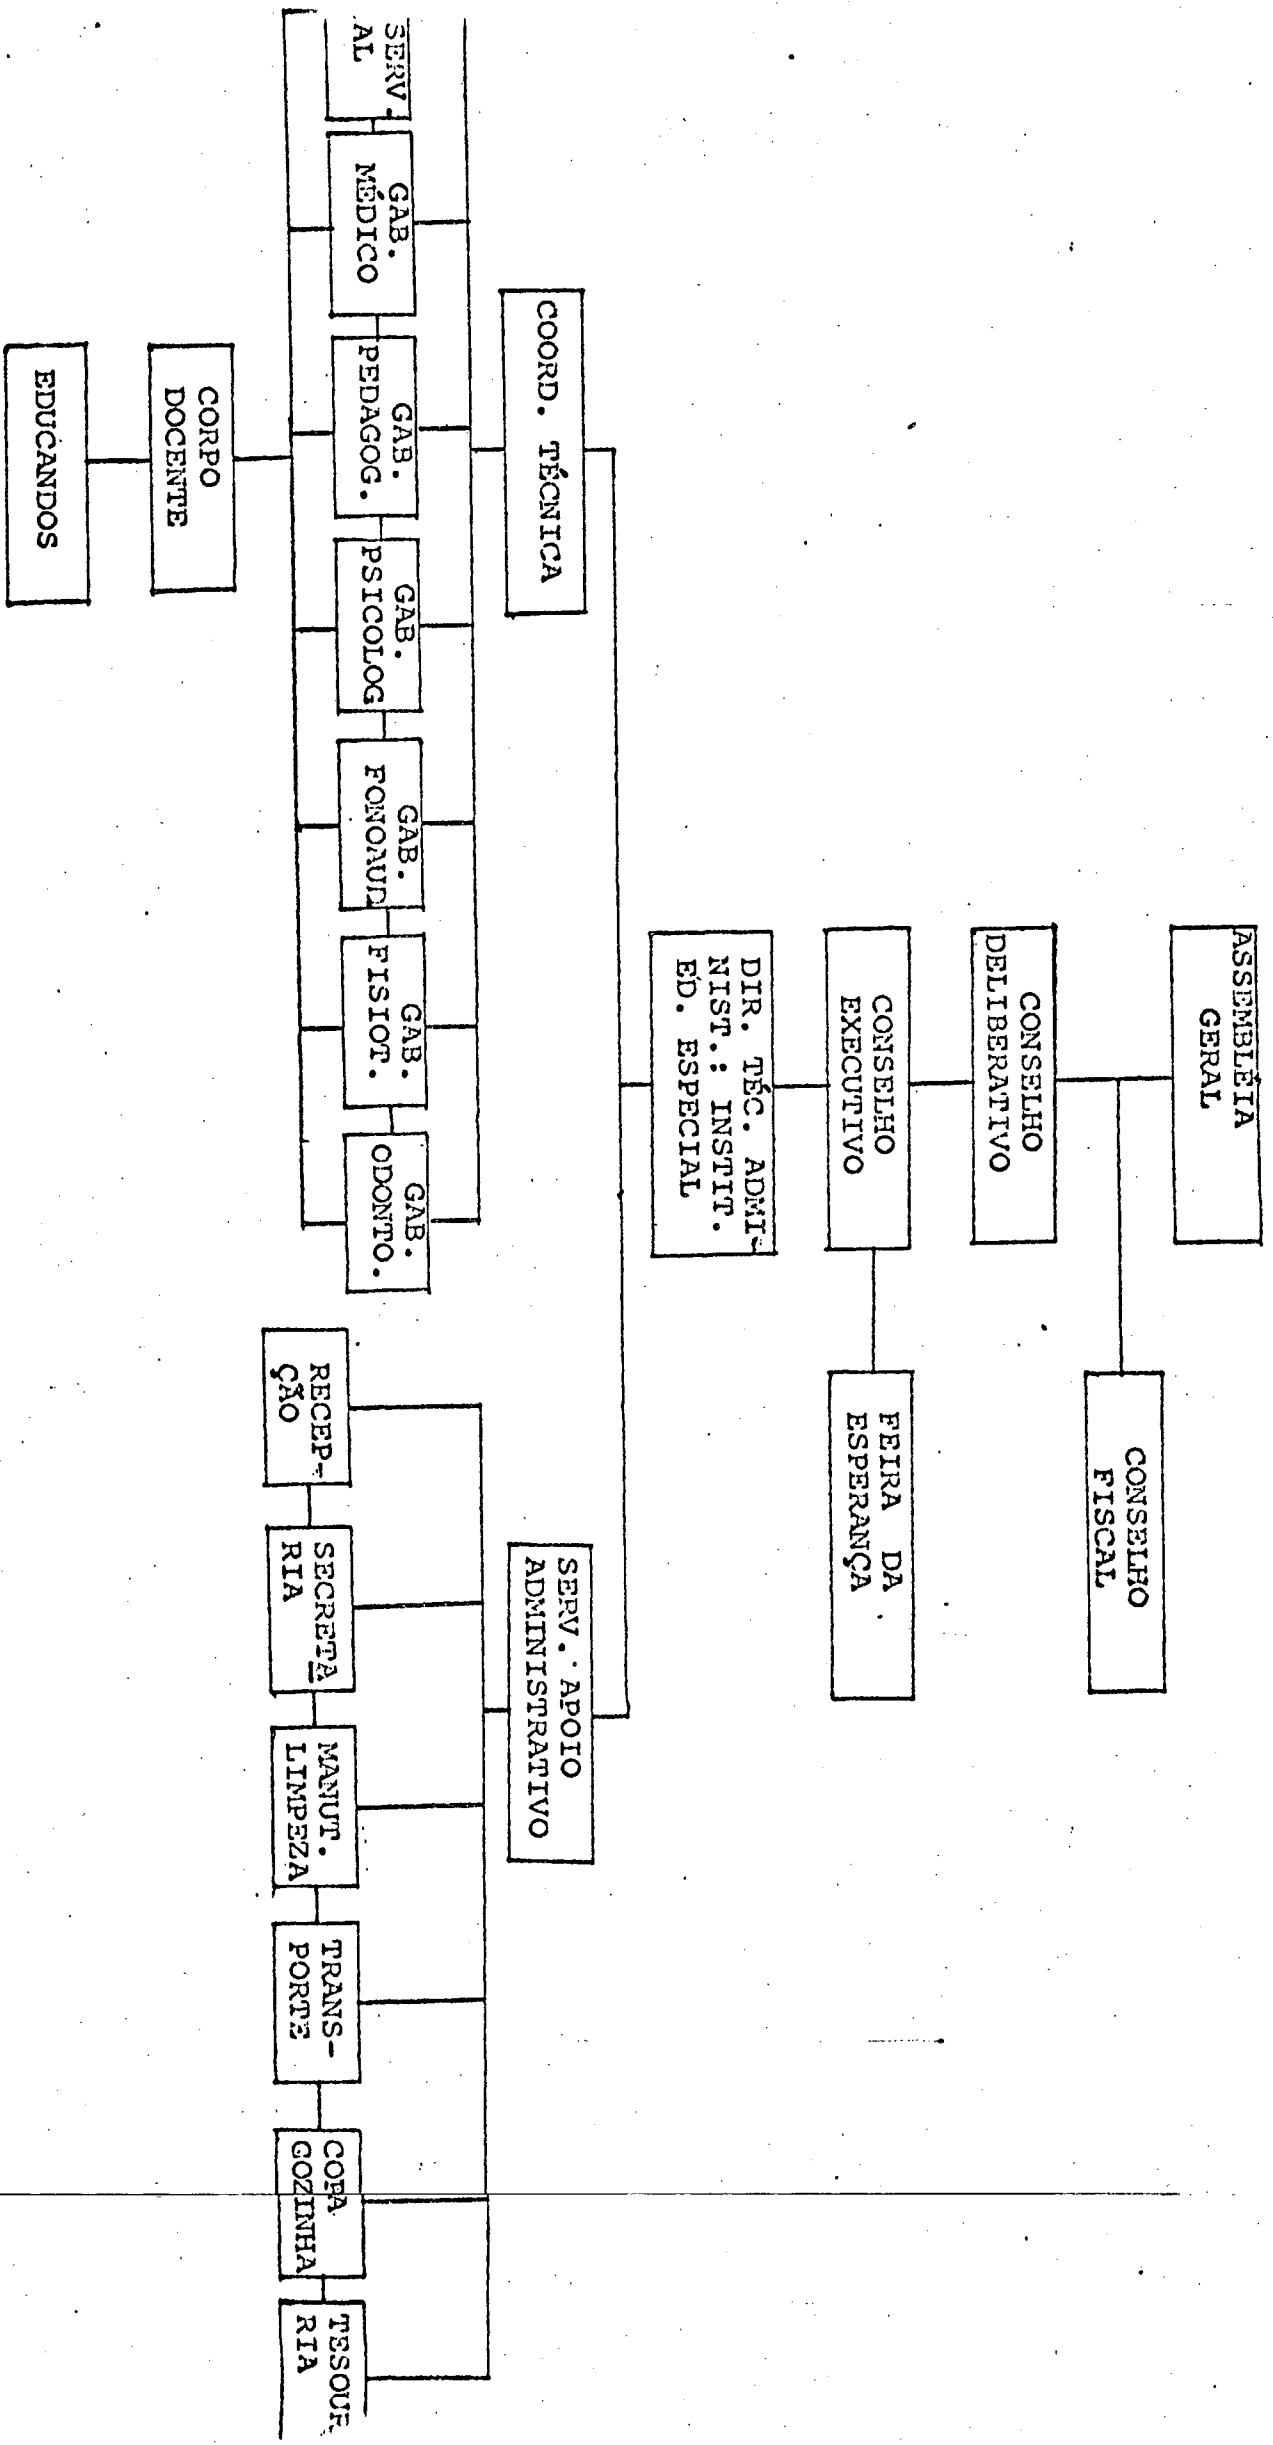 ASSEMBLÉIA
GERAL
CONSELHO
FISCAL
CONSELHO
DELIBERATIVO
CONSELHO
EXECUTIVO
FEIRA DA
ESPERANÇA
DIR. TÉC. ADMI-
NIST.: INSTIT.
ED. ESPECIAL
COORD. TÉCNICA
SERV. APOIO
ADMINISTRATIVO
SERV.
AL
GAB.
MÉDICO
GAB.
PEDAGOG.
GAB.
PSICOLOG
GAB.
FONOAUD
GAB.
FISIOT.
GAB.
ODONTO.
RECEP-
ÇÃO
SECRETA
RIA
MANUT.
LIMPEZA
TRANS-
PORTE
COPA
COZINHA
TESOUR
RIA
CORPO
DOCENTE
EDUCANDOS